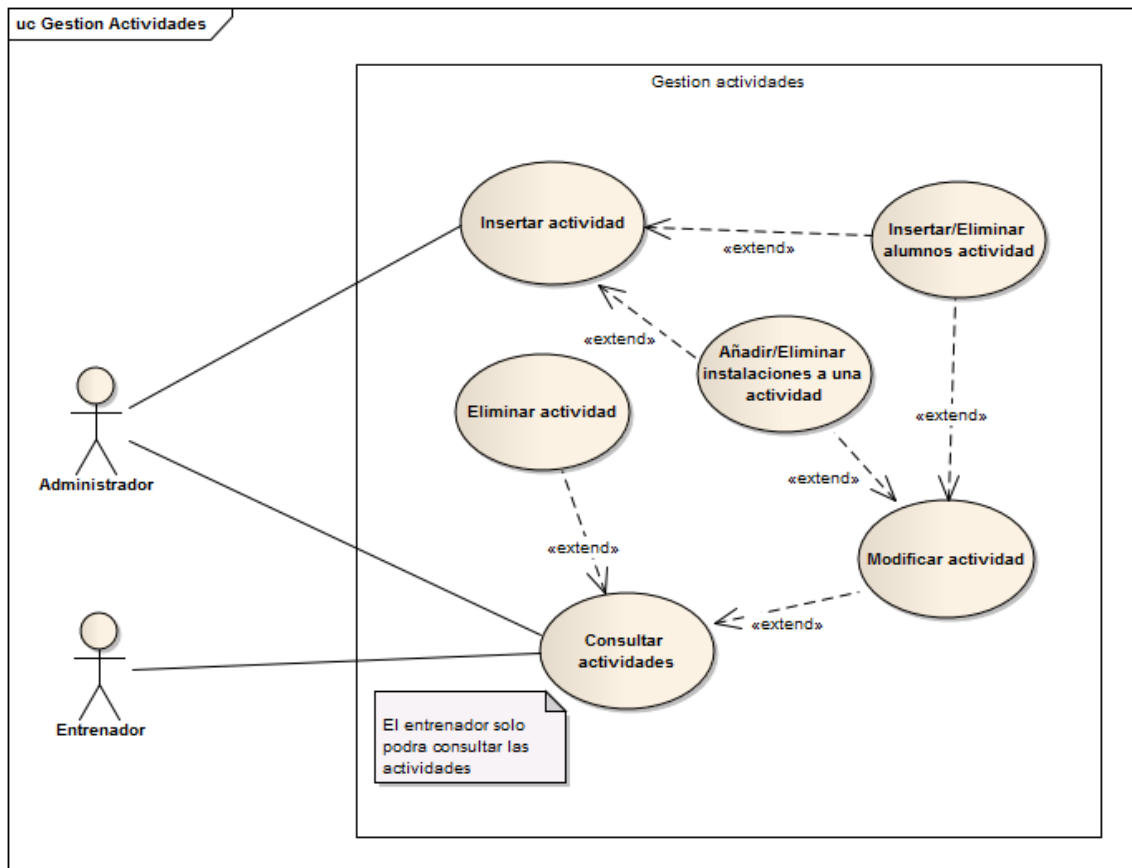 uc Gestion Actividades
Gestion actividades
Insertar actividad
Insertar/Eliminar
alumnos actividad
«extend»
Añadir/Eliminar
instalaciones a una
actividad
«extend»
Eliminar actividad
«extend»
Administrador
«extend»
«extend»
Modificar actividad
«extend»
Consultar
actividades
Entrenador
El entrenador solo
podra consultar las
actividades